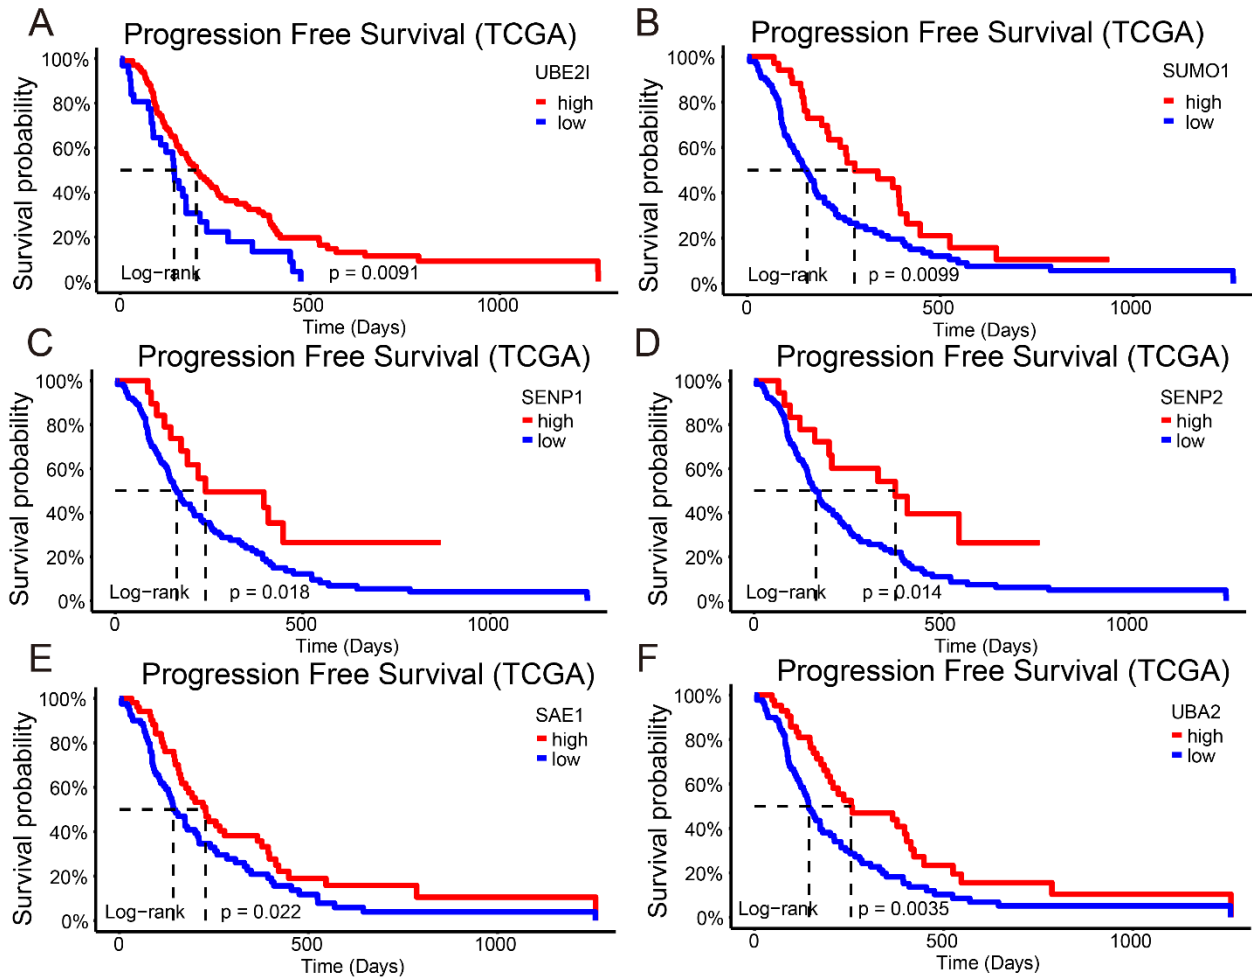 A
Progression Free Survival (TCGA)
Survival probability
100%
80%
60%
40%
20%
0%
UBE2I
high
low
Log-rank
p = 0.0091
0
500
1000
Time (Days)
B
Progression Free Survival (TCGA)
Survival probability
100%
80%
60%
40%
20%
0%
SUMO1
high
low
Log-rank
p = 0.0099
0
500
1000
Time (Days)
C
Progression Free Survival (TCGA)
Survival probability
100%
80%
60%
40%
20%
0%
SENP1
high
low
Log-rank
p = 0.018
0
500
1000
Time (Days)
D
Progression Free Survival (TCGA)
Survival probability
100%
80%
60%
40%
20%
0%
SENP2
high
low
Log-rank
p = 0.014
0
500
1000
Time (Days)
E
Progression Free Survival (TCGA)
Survival probability
100%
80%
60%
40%
20%
0%
SAE1
high
low
Log-rank
p = 0.022
0
500
1000
Time (Days)
F
Progression Free Survival (TCGA)
Survival probability
100%
80%
60%
40%
20%
0%
UBA2
high
low
Log-rank
p = 0.0035
0
500
1000
Time (Days)